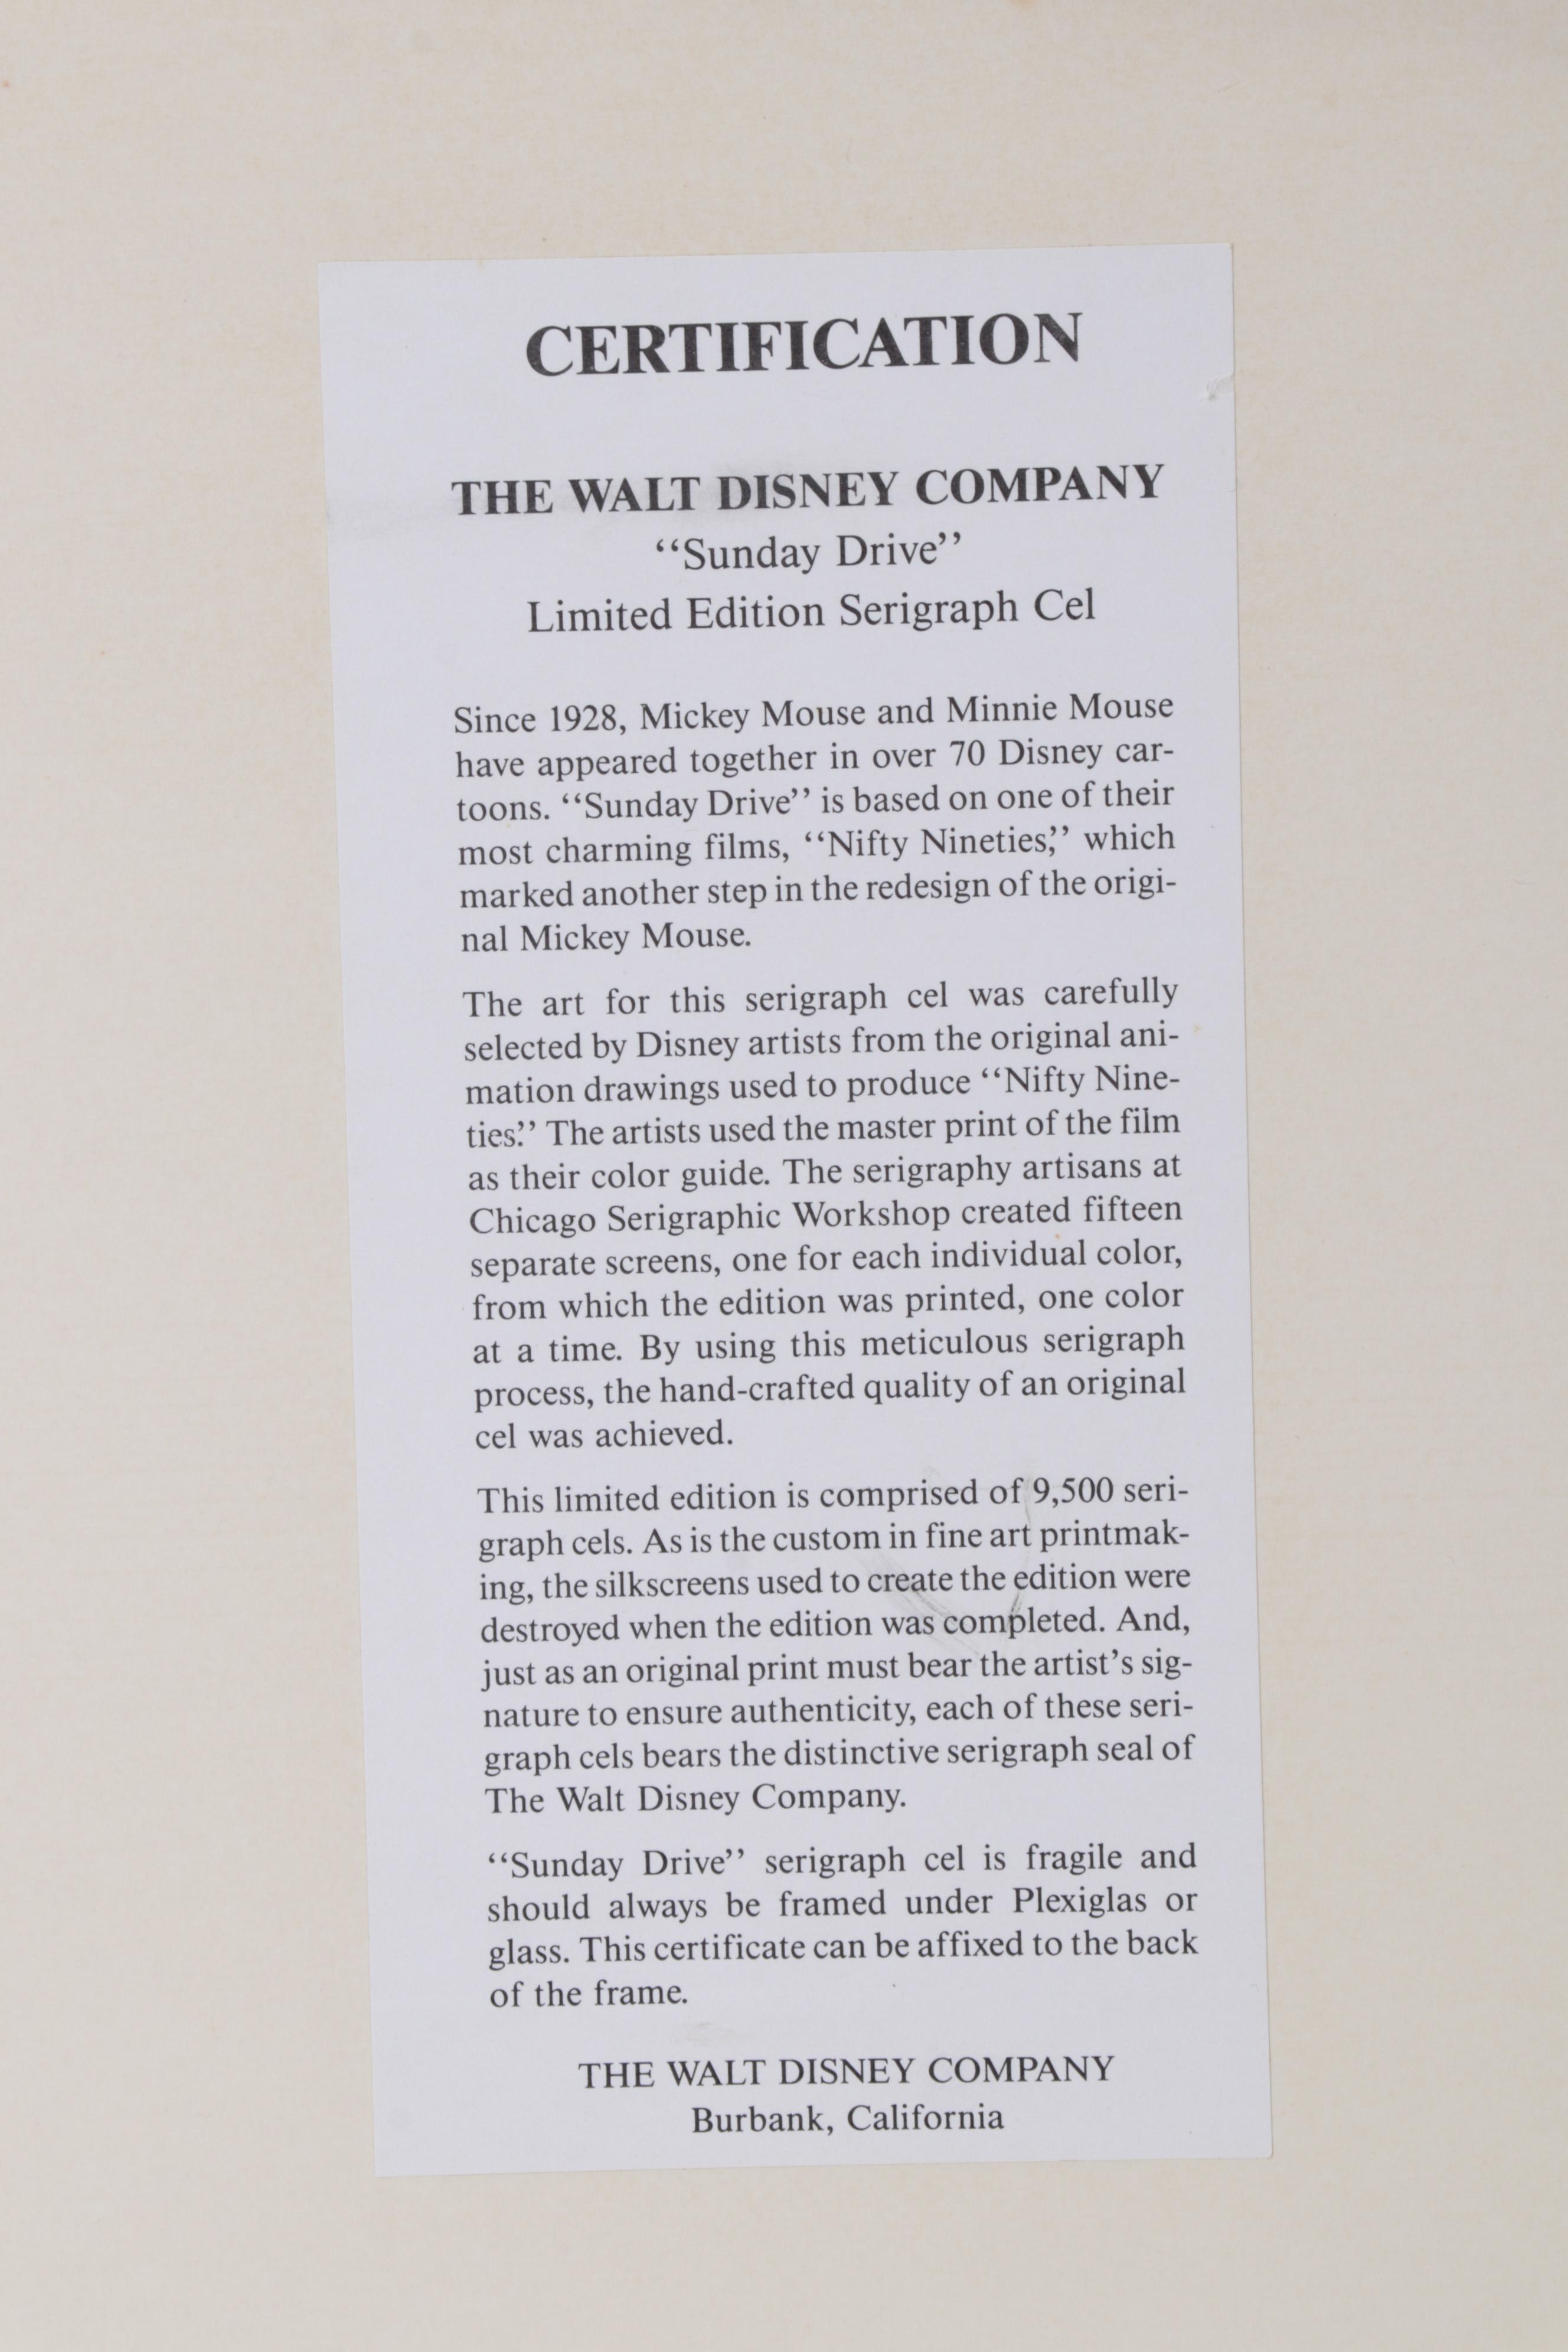 CERTIFICATION
THE WALT DISNEY COMPANY
‘‘Sunday Drive’’
Limited Edition Serigraph Cel
Since 1928, Mickey Mouse and Minnie Mouse
have appeared together in over 70 Disney car-
toons. ‘‘Sunday Drive’’ is based on one of their
most charming films, ‘‘Nifty Nineties,’’ which
marked another step in the redesign of the origi-
nal Mickey Mouse.
The art for this serigraph cel was carefully
selected by Disney artists from the original ani-
mation drawings used to produce ‘‘Nifty Nine-
ties.’’ The artists used the master print of the film
as their color guide. The serigraphy artisans at
Chicago Serigraphic Workshop created fifteen
separate screens, one for each individual color,
from which the edition was printed, one color
at a time. By using this meticulous serigraph
process, the hand-crafted quality of an original
cel was achieved.
This limited edition is comprised of 9,500 seri-
graph cels. As is the custom in fine art printmak-
ing, the silkscreens used to create the edition were
destroyed when the edition was completed. And,
just as an original print must bear the artist’s sig-
nature to ensure authenticity, each of these seri-
graph cels bears the distinctive serigraph seal of
The Walt Disney Company.
‘‘Sunday Drive’’ serigraph cel is fragile and
should always be framed under Plexiglas or
glass. This certificate can be affixed to the back
of the frame.
THE WALT DISNEY COMPANY
Burbank, California